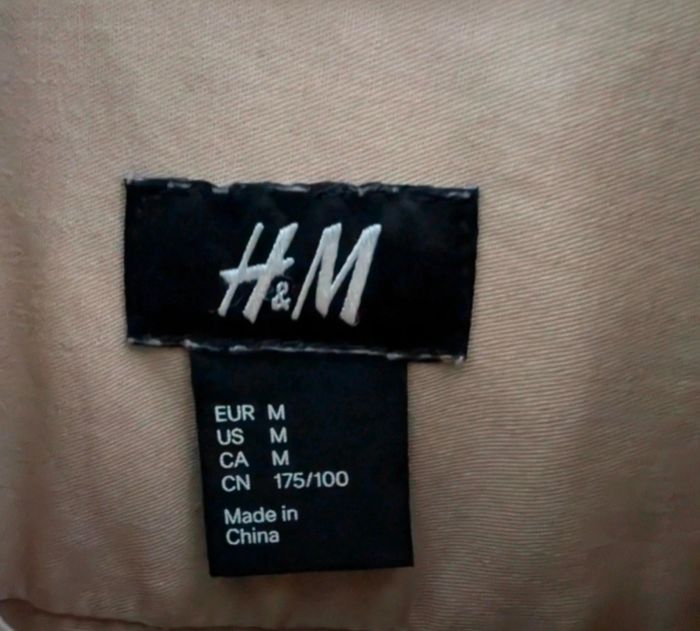 H&M
EUR M
US M
CA M
CN 175/100
Made in
China